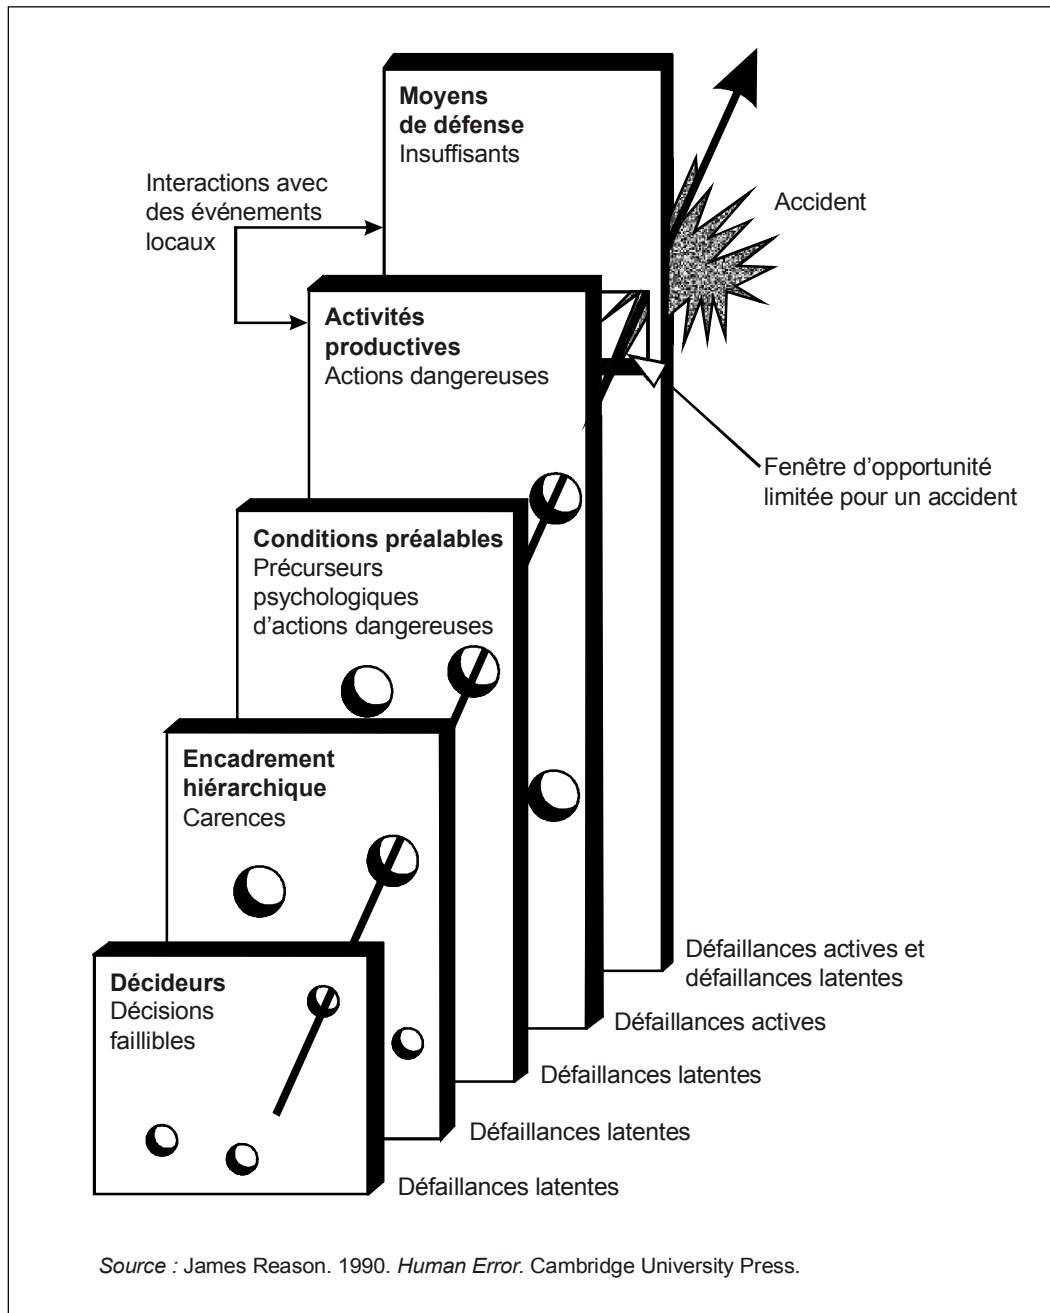 Moyens
de défense
Insuffisants
Interactions avec
des événements
locaux
Accident
Activités
productives
Actions dangereuses
Fenêtre d'opportunité
limitée pour un accident
Conditions préalables
Précurseurs
psychologiques
d'actions dangereuses
Encadrement
hiérarchique
Carences
Décideurs
Décisions
faillibles
Défaillances actives et
défaillances latentes
Défaillances actives
Défaillances latentes
Défaillances latentes
Défaillances latentes
Source : James Reason. 1990. Human Error. Cambridge University Press.